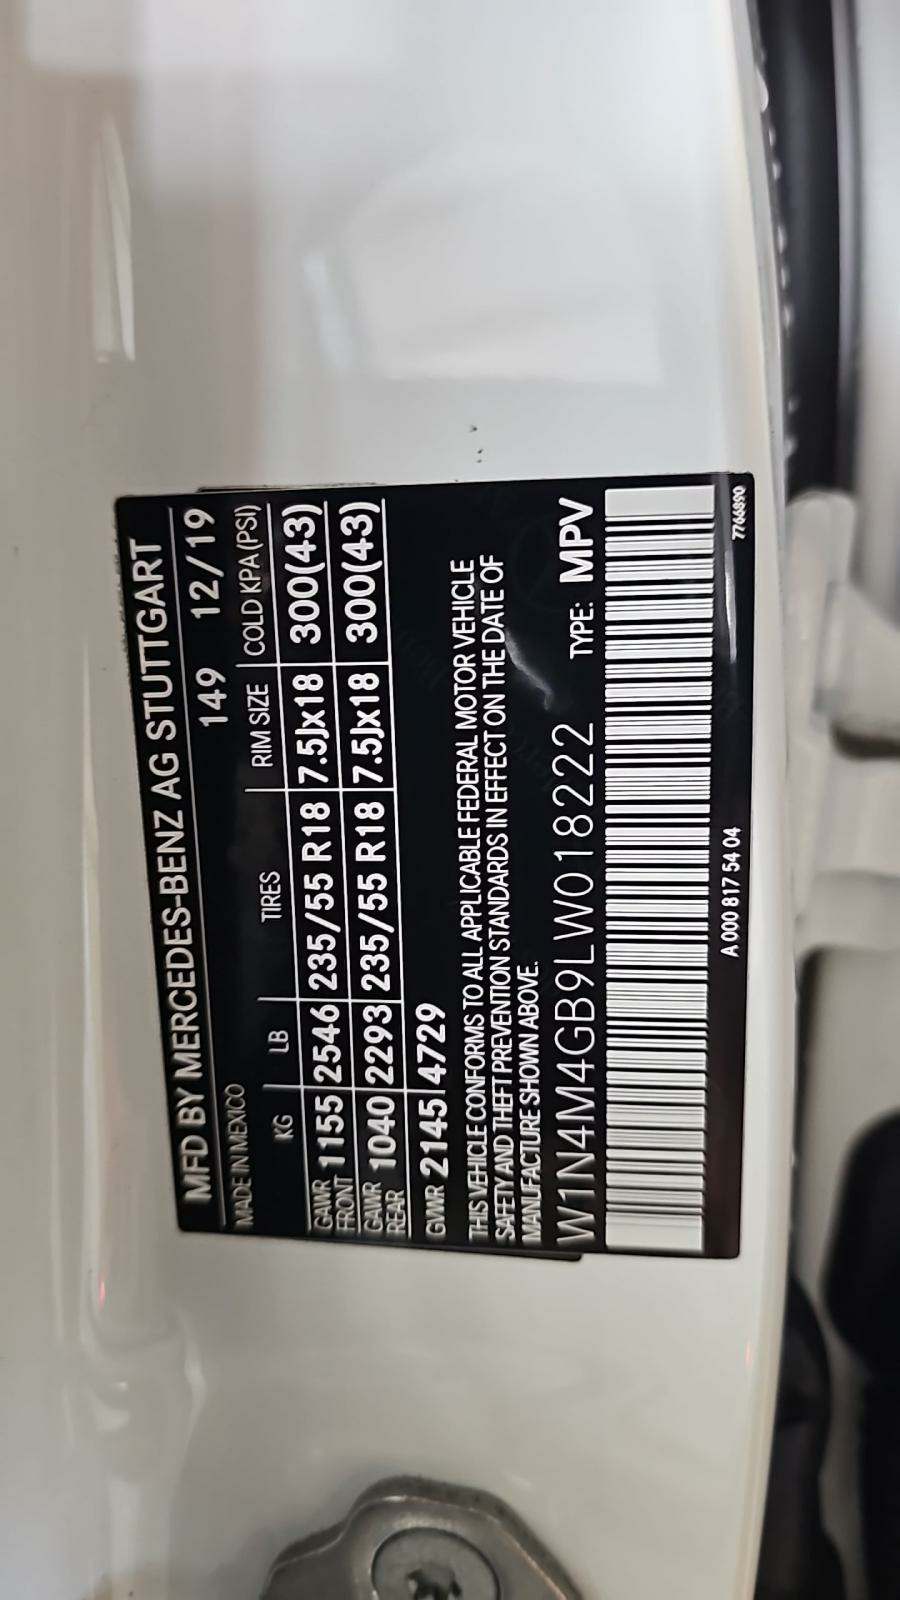 MFD BY MERCEDES-BENZ AG STUTTGART
MADE IN MEXICO 149 12/19
KG LB TIRES RIM SIZE COLD KPA (PSI)
GAWR FRONT 1155 2546 235/55 R18 7.5Jx18 300(43)
GAWR REAR 1040 2293 235/55 R18 7.5Jx18 300(43)
GVWR 2145 4729
THIS VEHICLE CONFORMS TO ALL APPLICABLE FEDERAL MOTOR VEHICLE
SAFETY AND THEFT PREVENTION STANDARDS IN EFFECT ON THE DATE OF
MANUFACTURE SHOWN ABOVE.
W1N4M4GB9LW018222 TYPE: MPV
A 000 817 54 04
7766890